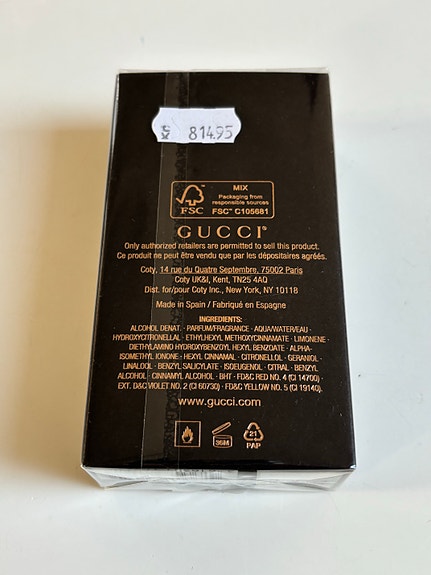 814.95
MIX
Packaging from
responsible sources
FSC™ C105681
FSC
GUCCI®
Only authorized retailers are permitted to sell this product.
Ce produit ne peut être vendu que par les dépositaires agréés.
Coty, 14 rue du Quatre Septembre, 75002 Paris
Coty UK&I, Kent, TN25 4AQ
Dist. for/pour Coty Inc., New York, NY 10118
Made in Spain / Fabriqué en Espagne
INGREDIENTS:
ALCOHOL DENAT. · PARFUM/FRAGRANCE · AQUA/WATER/EAU ·
HYDROXYCITRONELLAL · ETHYLHEXYL METHOXYCINNAMATE · LIMONENE ·
DIETHYLAMINO HYDROXYBENZOYL HEXYL BENZOATE · ALPHA-
ISOMETHYL IONONE · HEXYL CINNAMAL · CITRONELLOL · GERANIOL ·
LINALOOL · BENZYL SALICYLATE · ISOEUGENOL · CITRAL · BENZYL
ALCOHOL · CINNAMYL ALCOHOL · BHT · FD&C RED NO. 4 (CI 14700) ·
EXT. D&C VIOLET NO. 2 (CI 60730) · FD&C YELLOW NO. 5 (CI 19140).
www.gucci.com
36M
21
PAP